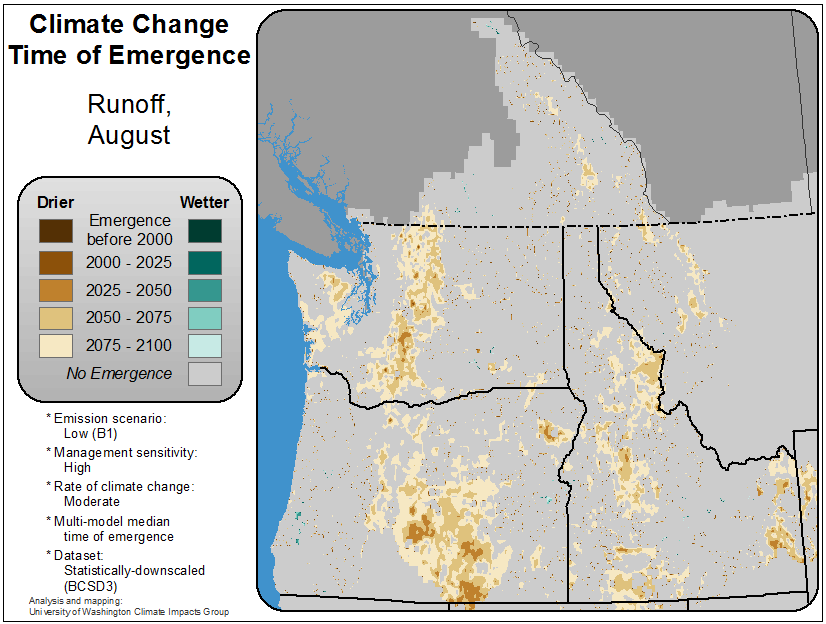 Climate Change
Time of Emergence
Runoff,
August
Drier
Wetter
Emergence
before 2000
2000 - 2025
2025 - 2050
2050 - 2075
2075 - 2100
No Emergence
* Emission scenario:
Low (B1)
* Management sensitivity:
High
* Rate of climate change:
Moderate
* Multi-model median
time of emergence
* Dataset:
Statistically-downscaled
(BCSD3)
Analysis and mapping:
University of Washington Climate Impacts Group